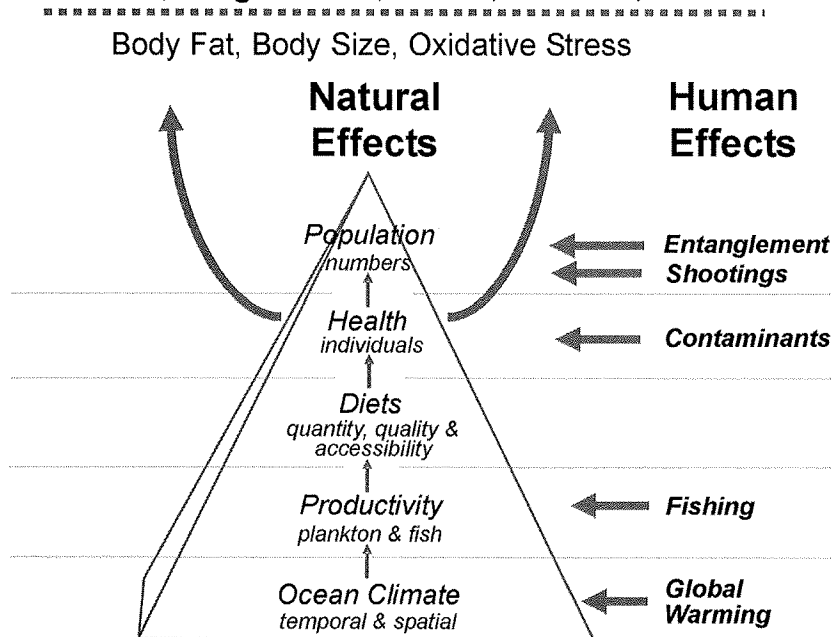 Body Fat, Body Size, Oxidative Stress
Natural
Effects
Human
Effects
Population
numbers
Entanglement
Shootings
Health
individuals
Contaminants
Diets
quantity, quality &
accessibility
Productivity
plankton & fish
Fishing
Ocean Climate
temporal & spatial
Global
Warming